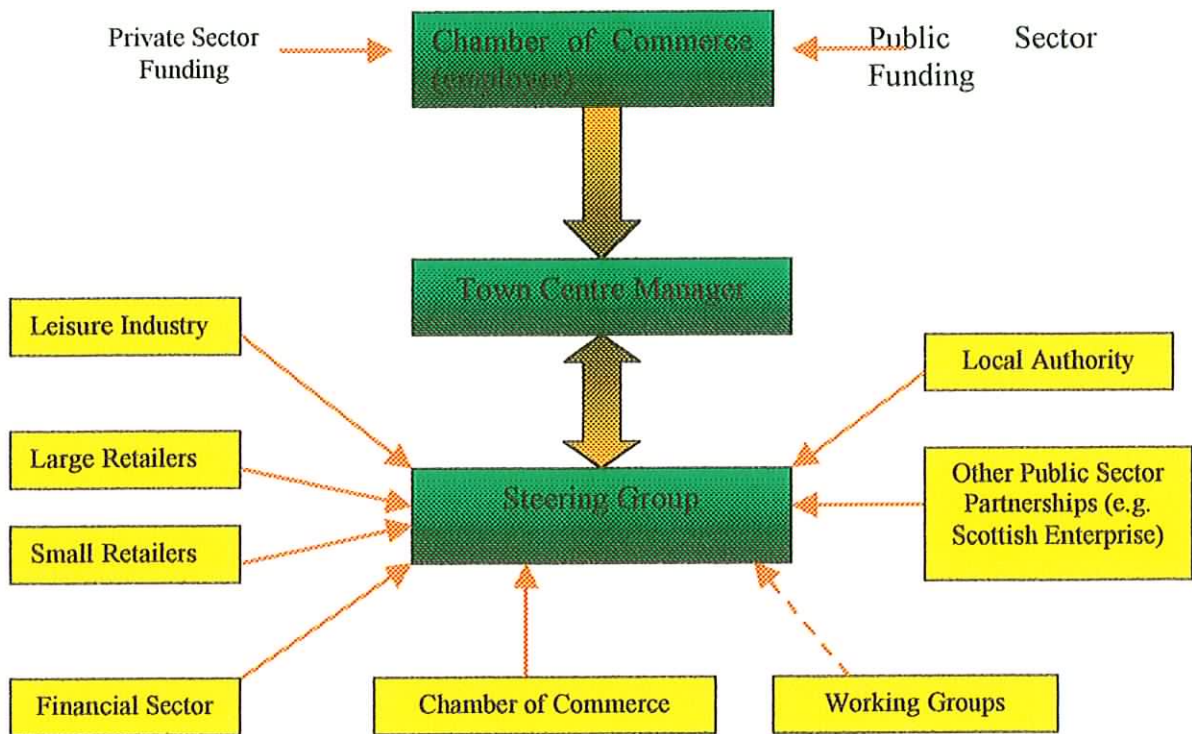 Private Sector
Funding
Chamber of Commerce
(employer)
Public Sector
Funding
Town Centre Manager
Leisure Industry
Local Authority
Large Retailers
Steering Group
Other Public Sector
Partnerships (e.g.
Scottish Enterprise)
Small Retailers
Financial Sector
Chamber of Commerce
Working Groups